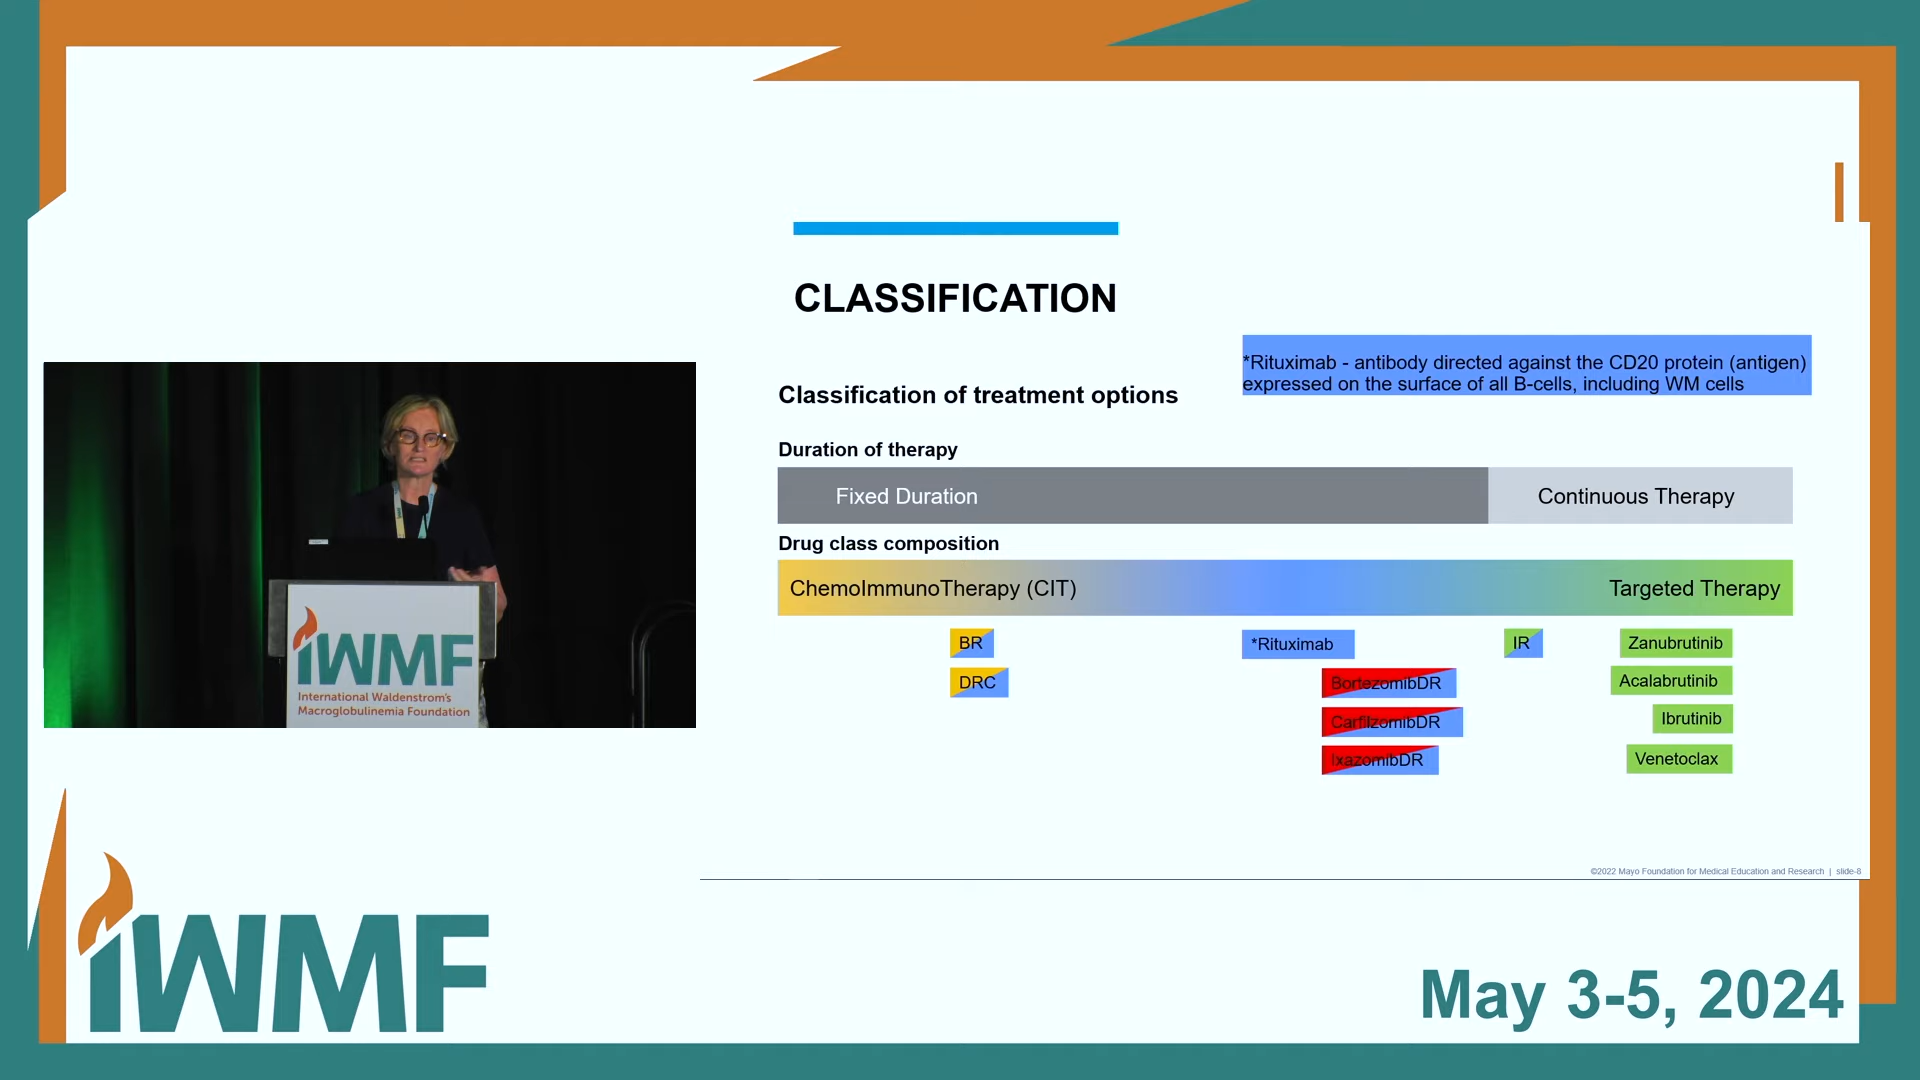 CLASSIFICATION
*Rituximab - antibody directed against the CD20 protein (antigen)
expressed on the surface of all B-cells, including WM cells
Classification of treatment options
Duration of therapy
Fixed Duration
Continuous Therapy
Drug class composition
ChemoImmunoTherapy (CIT)
Targeted Therapy
BR
*Rituximab
IR
Zanubrutinib
DRC
BortezomibDR
Acalabrutinib
CarfilzomibDR
Ibrutinib
IxazomibDR
Venetoclax
©2022 Mayo Foundation for Medical Education and Research | slide-8
iWMF
International Waldenstrom's
Macroglobulinemia Foundation
iWMF
May 3-5, 2024